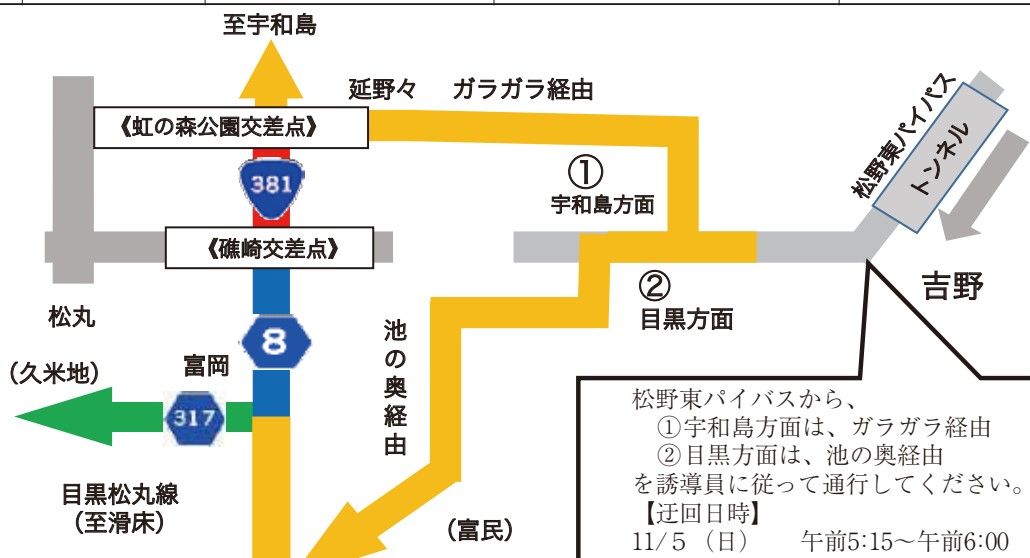 至宇和島
延野々 ガラガラ経由
《虹の森公園交差点》
松野東パイパス
トンネル
381
①
宇和島方面
《礁崎交差点》
吉野
②
目黒方面
松丸
8
池の奥経由
富岡
(久米地)
317
目黒松丸線
(至滑床)
(富民)
松野東パイパスから、
①宇和島方面は、ガラガラ経由
②目黒方面は、池の奥経由
を誘導員に従って通行してください。
【迂回日時】
11/5(日) 午前5:15~午前6:00